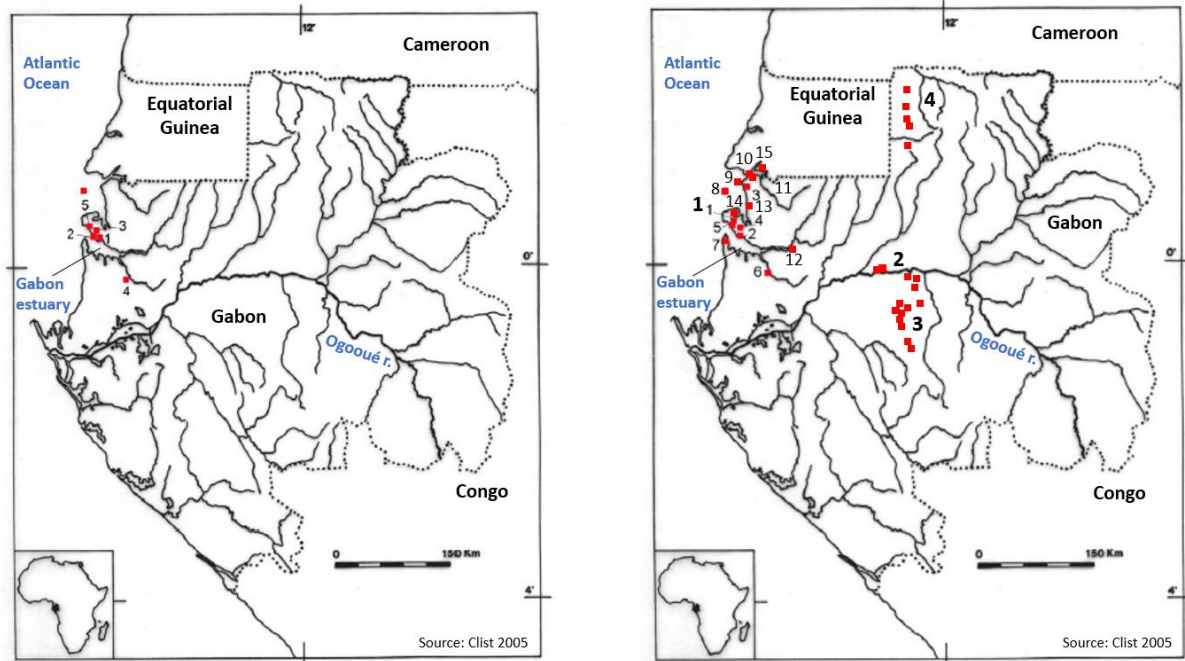 12'
Cameroon
Atlantic
Ocean
Equatorial
Guinea
5
3
2
1
0'
Gabon
estuary
4
Gabon
Ogooué r.
Congo
0
150 Km
4'
Source: Clist 2005
12'
Cameroon
Atlantic
Ocean
Equatorial
Guinea
4
15
10
9
11
8
3
1
14
13
1
4
5
2
Gabon
7
12
2
0'
6
Gabon
estuary
3
Ogooué r.
Congo
0
150 Km
4'
Source: Clist 2005